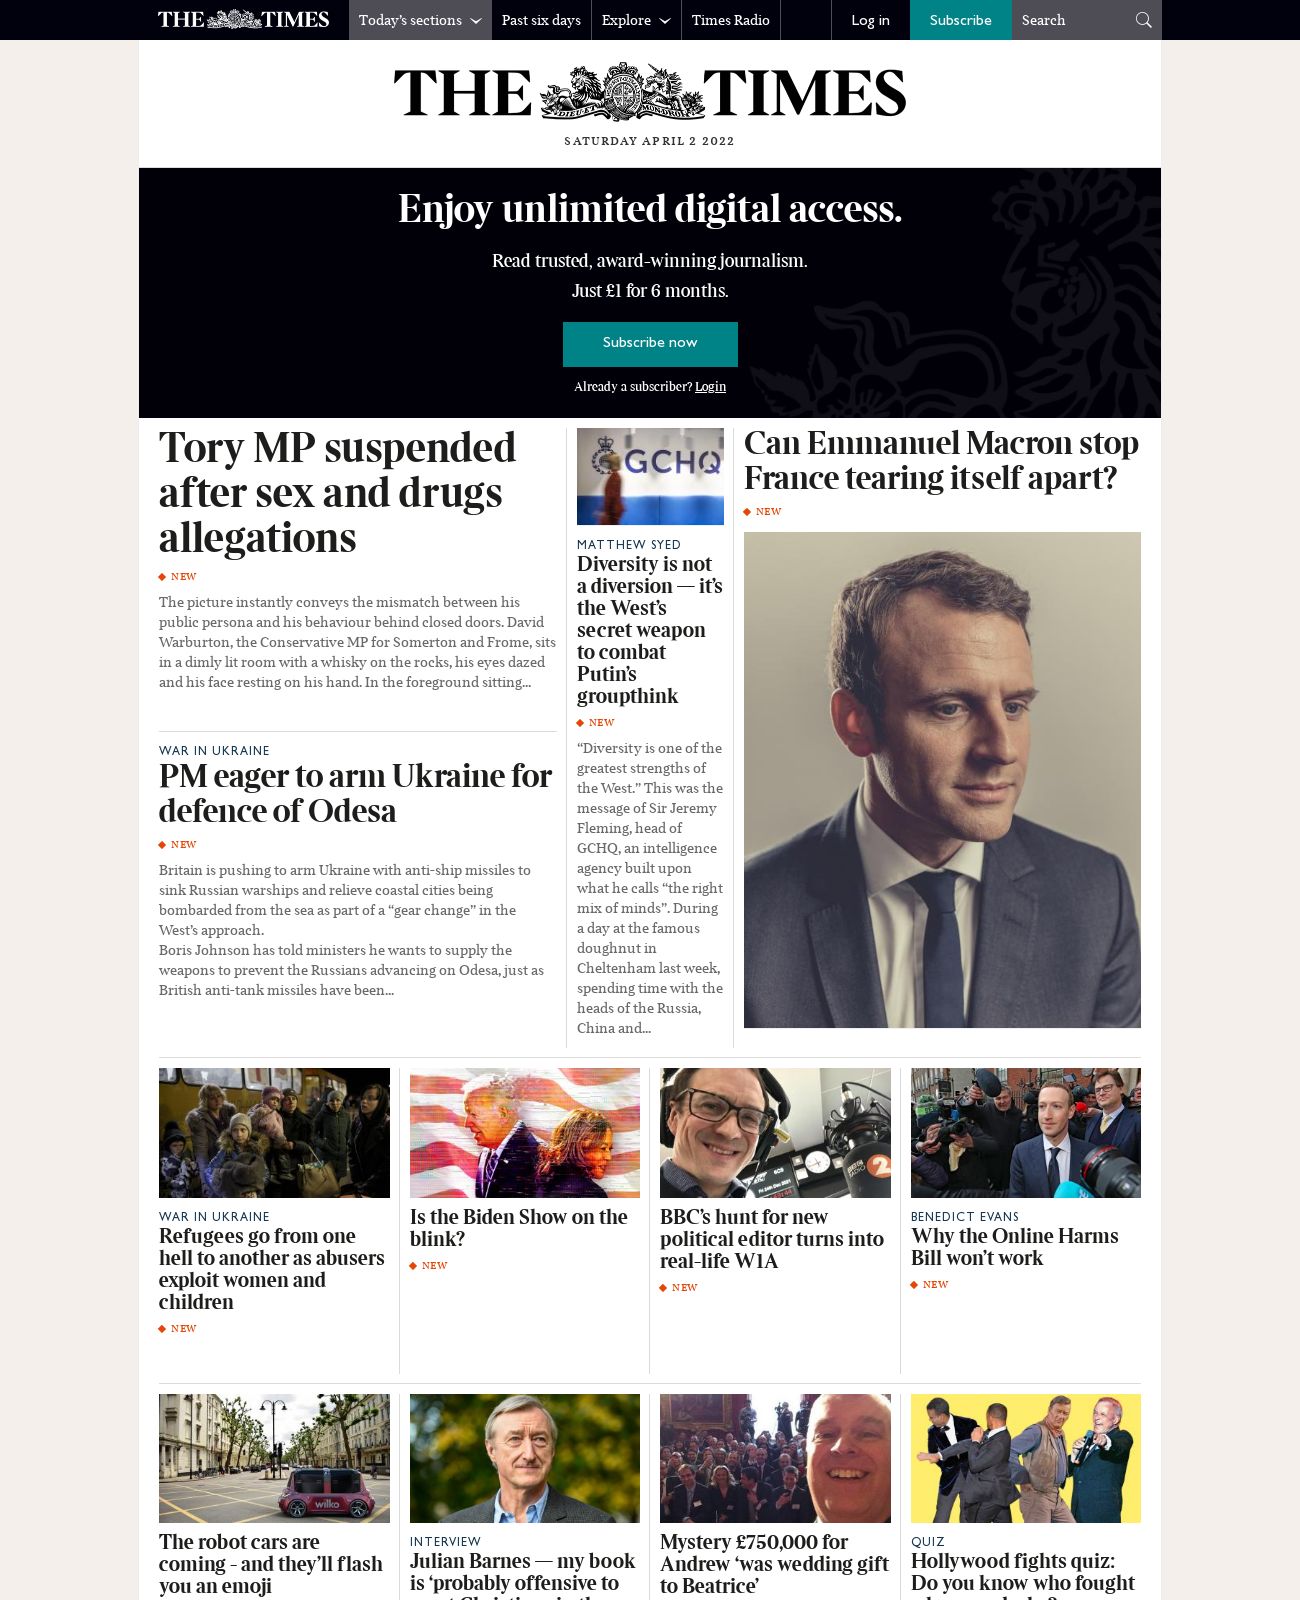 THE TIMES
Today's sections
Past six days
Explore
Times Radio
Log in
Subscribe
Search
THE TIMES
DIEU ET MON DROIT
SATURDAY APRIL 2 2022
Enjoy unlimited digital access.
Read trusted, award-winning journalism.
Just £1 for 6 months.
Subscribe now
Already a subscriber? Login
Tory MP suspended
after sex and drugs
allegations
NEW
The picture instantly conveys the mismatch between his
public persona and his behaviour behind closed doors. David
Warburton, the Conservative MP for Somerton and Frome, sits
in a dimly lit room with a whisky on the rocks, his eyes dazed
and his face resting on his hand. In the foreground sitting...
WAR IN UKRAINE
PM eager to arm Ukraine for
defence of Odesa
NEW
Britain is pushing to arm Ukraine with anti-ship missiles to
sink Russian warships and relieve coastal cities being
bombarded from the sea as part of a “gear change” in the
West’s approach.
Boris Johnson has told ministers he wants to supply the
weapons to prevent the Russians advancing on Odesa, just as
British anti-tank missiles have been...
GCHQ
MATTHEW SYED
Diversity is not
a diversion — it’s
the West’s
secret weapon
to combat
Putin’s
groupthink
NEW
“Diversity is one of the
greatest strengths of
the West.” This was the
message of Sir Jeremy
Fleming, head of
GCHQ, an intelligence
agency built upon
what he calls “the right
mix of minds”. During
a day at the famous
doughnut in
Cheltenham last week,
spending time with the
heads of the Russia,
China and...
Can Emmanuel Macron stop
France tearing itself apart?
NEW
WAR IN UKRAINE
Refugees go from one
hell to another as abusers
exploit women and
children
NEW
Is the Biden Show on the
blink?
NEW
2
BBC’s hunt for new
political editor turns into
real-life W1A
NEW
BENEDICT EVANS
Why the Online Harms
Bill won’t work
NEW
wilko
The robot cars are
coming - and they’ll flash
you an emoji
INTERVIEW
Julian Barnes — my book
is ‘probably offensive to
Mystery £750,000 for
Andrew ‘was wedding gift
to Beatrice’
QUIZ
Hollywood fights quiz:
Do you know who fought